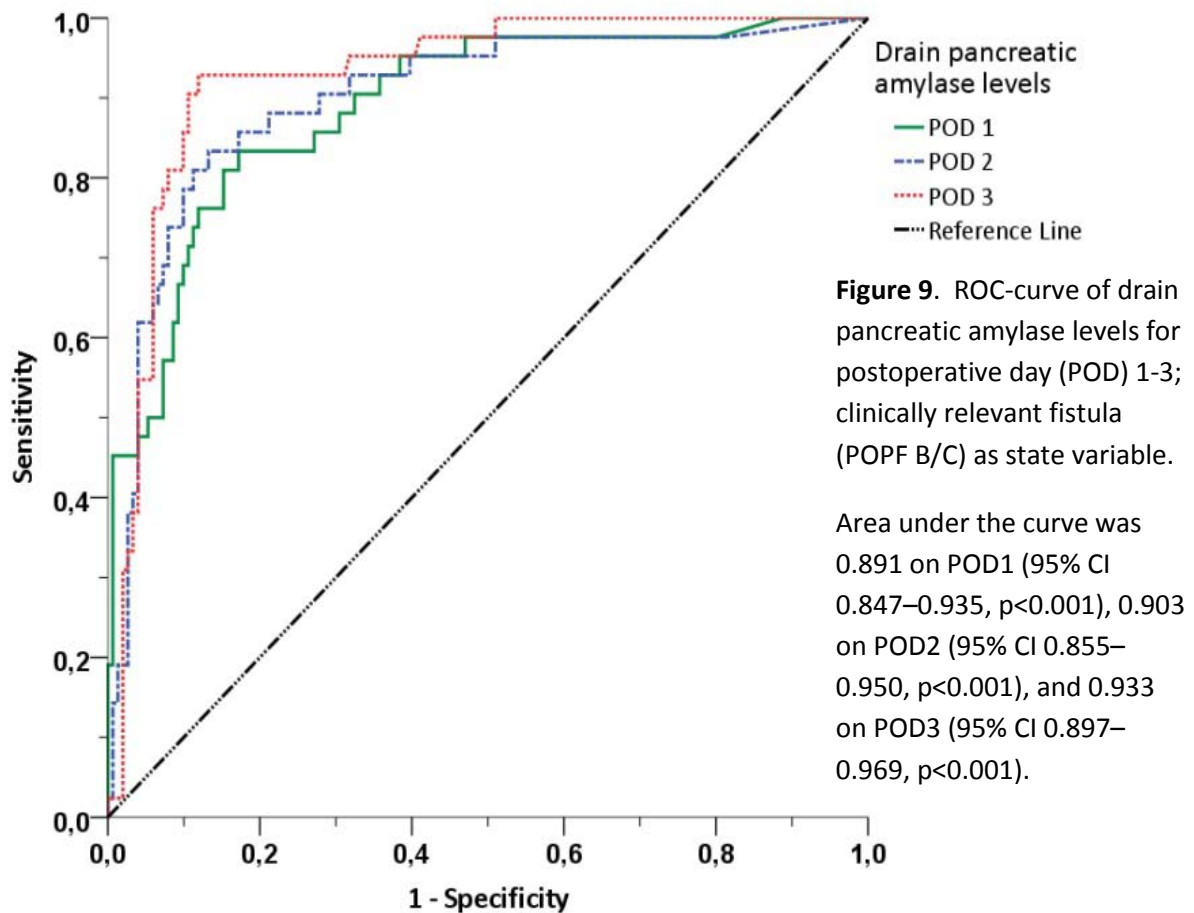 1,0
0,8
0,6
0,4
0,2
0,0
Sensitivity
0,0 0,2 0,4 0,6 0,8 1,0
1 - Specificity
Drain pancreatic
amylase levels
POD 1
POD 2
POD 3
Reference Line
Figure 9. ROC-curve of drain
pancreatic amylase levels for
postoperative day (POD) 1-3;
clinically relevant fistula
(POPF B/C) as state variable.
Area under the curve was
0.891 on POD1 (95% CI
0.847–0.935, p<0.001), 0.903
on POD2 (95% CI 0.855–
0.950, p<0.001), and 0.933
on POD3 (95% CI 0.897–
0.969, p<0.001).